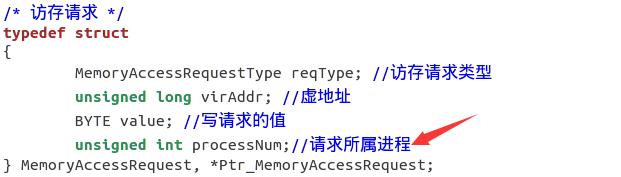 /* 访存请求 */
typedef struct
{
        MemoryAccessRequestType reqType; //访存请求类型
        unsigned long virAddr; //虚地址
        BYTE value; //写请求的值
        unsigned int processNum;//请求所属进程
} MemoryAccessRequest, *Ptr_MemoryAccessRequest;